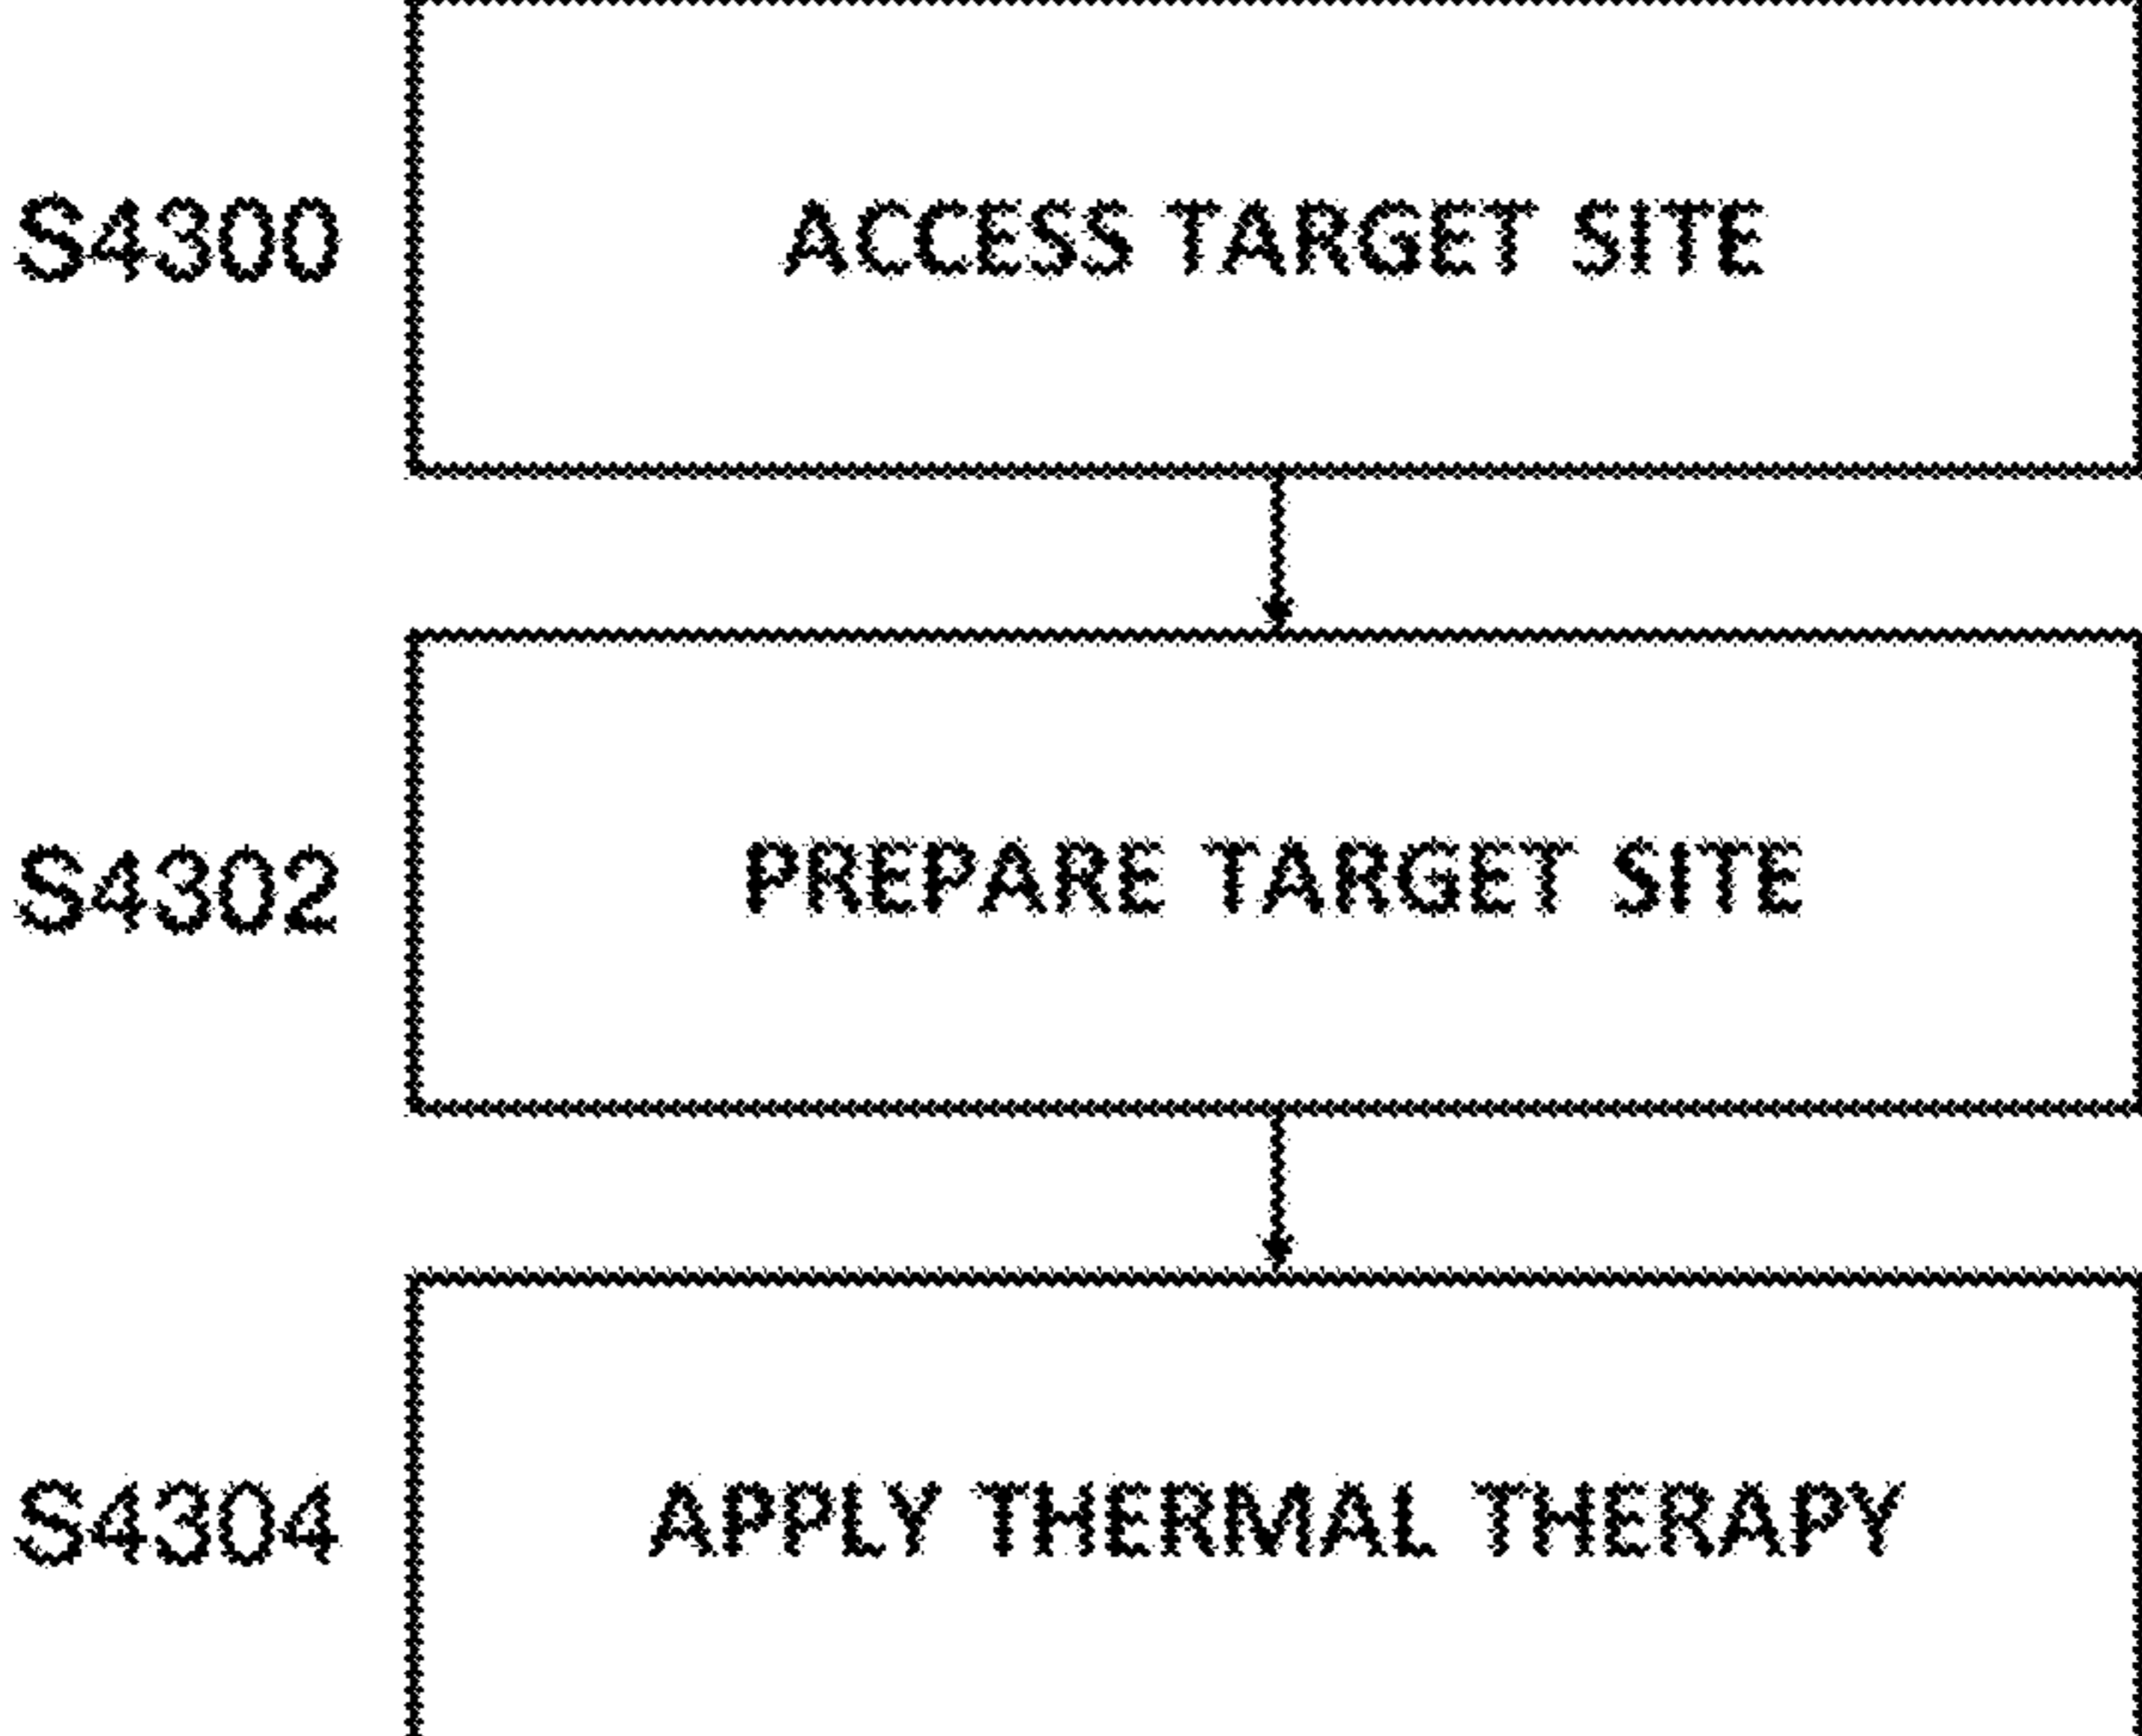 S4300 ACCESS TARGET SITE
S4302 PREPARE TARGET SITE
S4304 APPLY THERMAL THERAPY